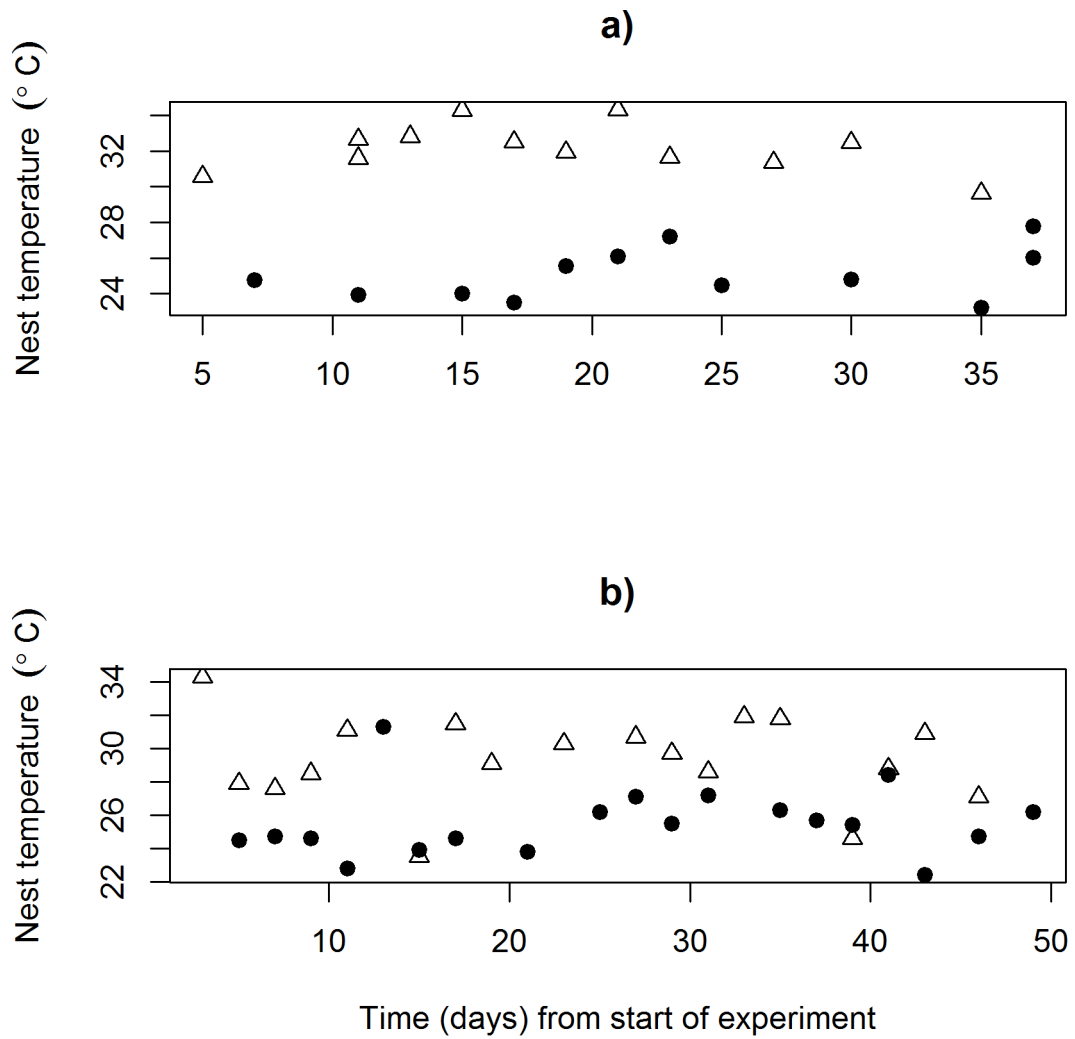 a)
Nest temperature (° C)
24 28 32
5 10 15 20 25 30 35
b)
Nest temperature (° C)
22 26 30 34
10 20 30 40 50
Time (days) from start of experiment